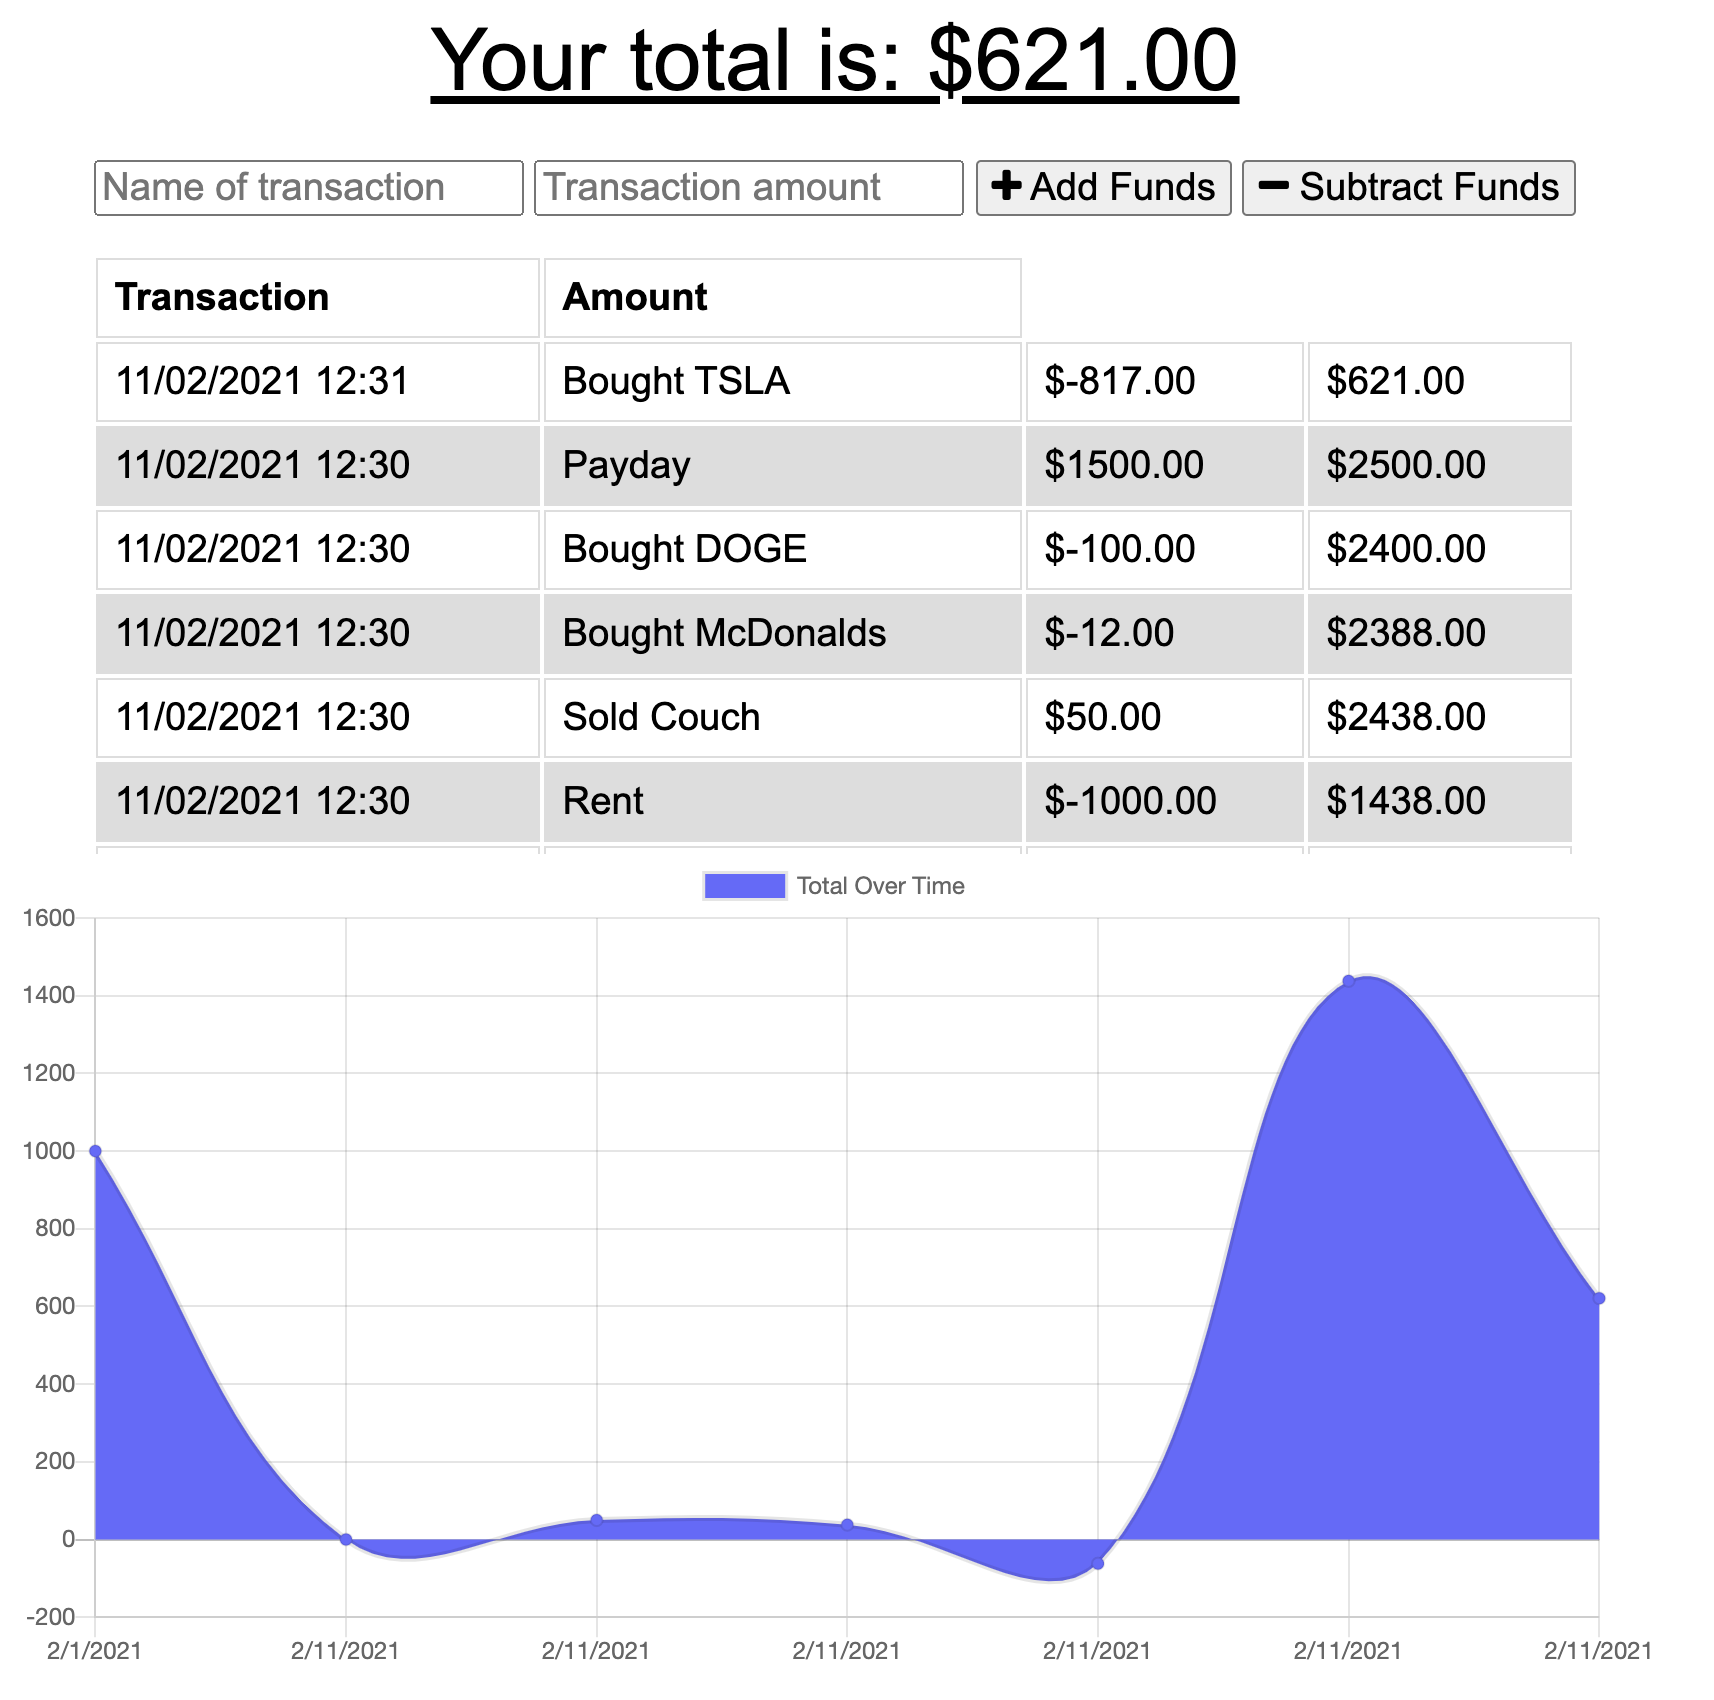 Your total is: $621.00
Name of transaction Transaction amount Add Funds Subtract Funds
Transaction Amount
11/02/2021 12:31 Bought TSLA $-817.00 $621.00
11/02/2021 12:30 Payday $1500.00 $2500.00
11/02/2021 12:30 Bought DOGE $-100.00 $2400.00
11/02/2021 12:30 Bought McDonalds $-12.00 $2388.00
11/02/2021 12:30 Sold Couch $50.00 $2438.00
11/02/2021 12:30 Rent $-1000.00 $1438.00
Total Over Time
1600
1400
1200
1000
800
600
400
200
0
-200
2/1/2021 2/11/2021 2/11/2021 2/11/2021 2/11/2021 2/11/2021 2/11/2021